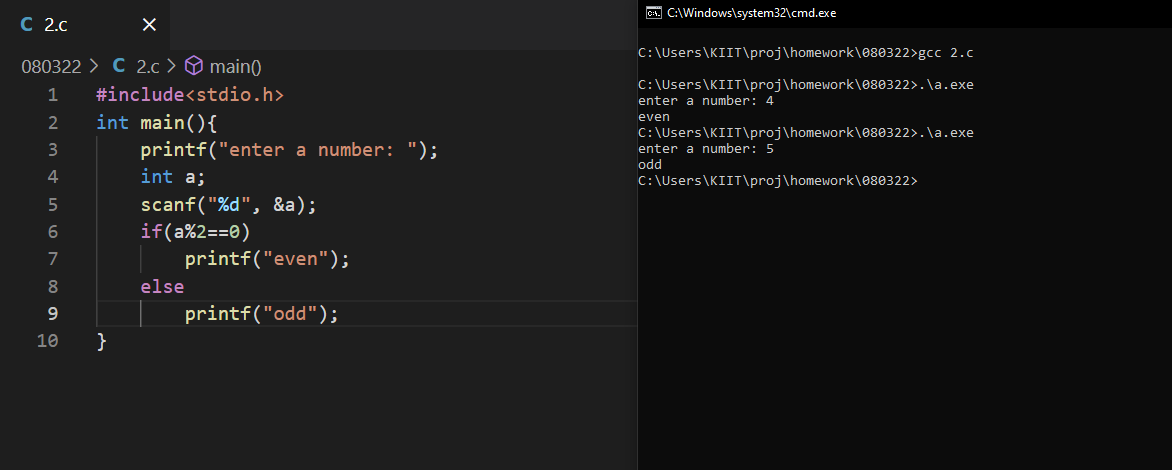 C 2.c ×
080322 > C 2.c > main()
1 #include<stdio.h>
2 int main(){
3 printf("enter a number: ");
4 int a;
5 scanf("%d", &a);
6 if(a%2==0)
7 printf("even");
8 else
9 printf("odd");
10 }
C:\Windows\system32\cmd.exe
C:\Users\KIIT\proj\homework\080322>gcc 2.c
C:\Users\KIIT\proj\homework\080322>.\a.exe
enter a number: 4
even
C:\Users\KIIT\proj\homework\080322>.\a.exe
enter a number: 5
odd
C:\Users\KIIT\proj\homework\080322>